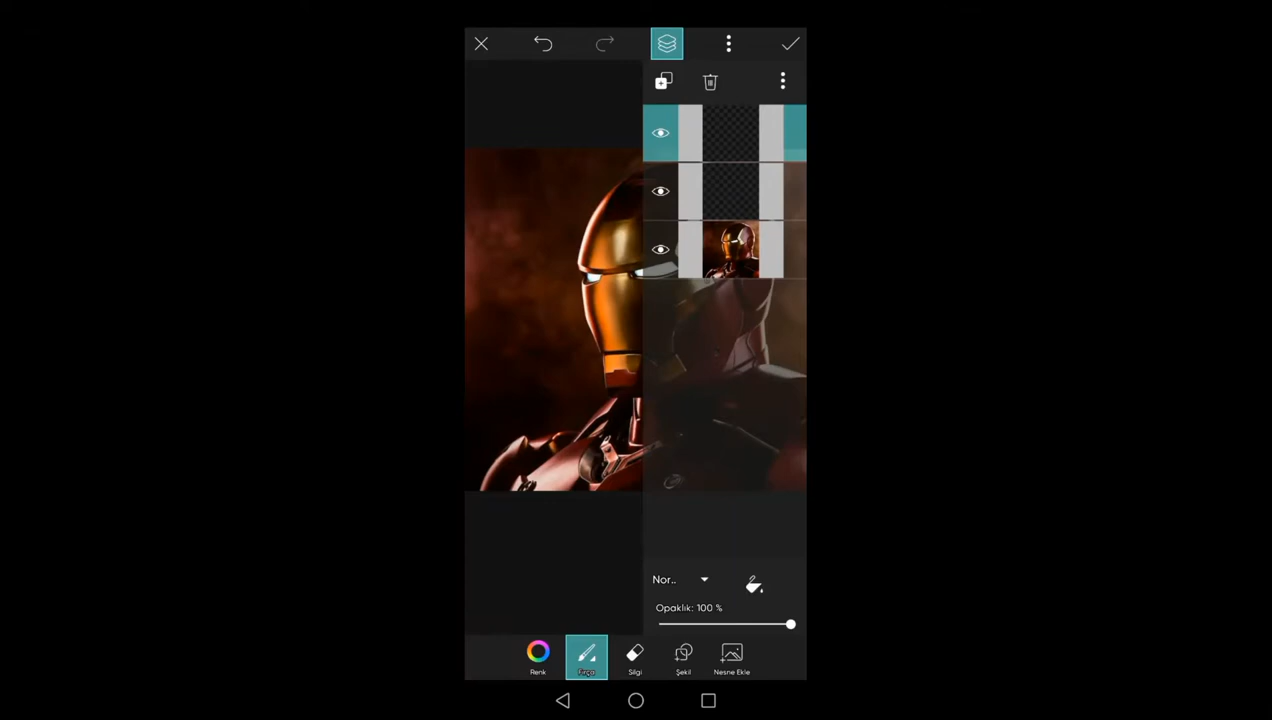 Nor..
Opaklık: 100 %
Renk
Fırça
Silgi
Şekil
Nesne Ekle